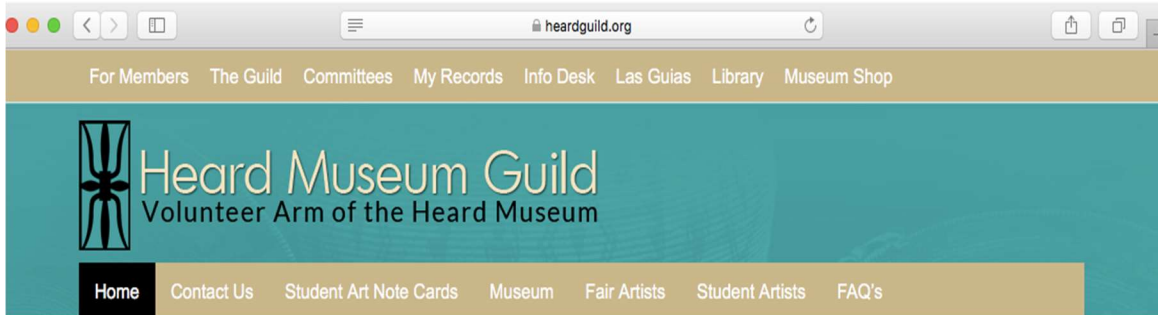 heardguild.org
For Members The Guild Committees My Records Info Desk Las Guias Library Museum Shop
Heard Museum Guild
Volunteer Arm of the Heard Museum
Home Contact Us Student Art Note Cards Museum Fair Artists Student Artists FAQ's